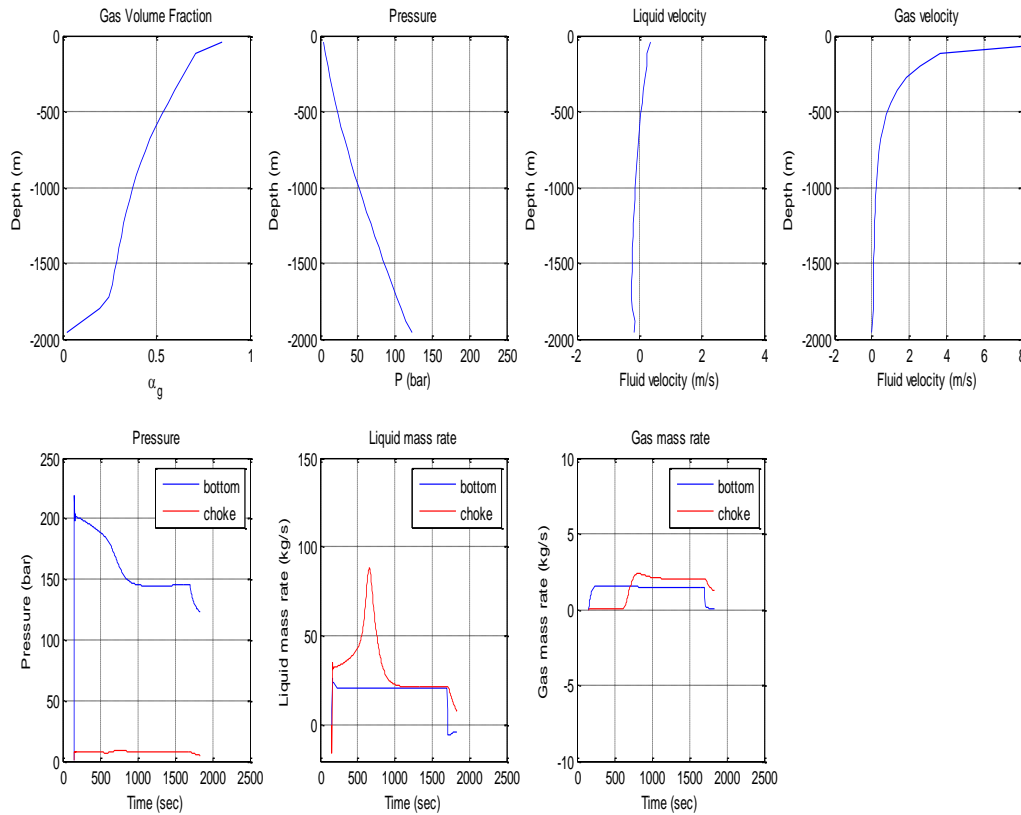 Gas Volume Fraction
0
-500
-1000
-1500
-2000
Depth (m)
0 0.5 1
α_g
Pressure
0
-500
-1000
-1500
-2000
Depth (m)
0 50 100 150 200 250
P (bar)
Liquid velocity
0
-500
-1000
-1500
-2000
Depth (m)
-2 0 2 4
Fluid velocity (m/s)
Gas velocity
0
-500
-1000
-1500
-2000
Depth (m)
-2 0 2 4 6 8
Fluid velocity (m/s)
Pressure
250
200
150
100
50
0
Pressure (bar)
bottom
choke
0 500 1000 1500 2000 2500
Time (sec)
Liquid mass rate
150
100
50
0
Liquid mass rate (kg/s)
bottom
choke
0 500 1000 1500 2000 2500
Time (sec)
Gas mass rate
10
5
0
-5
-10
Gas mass rate (kg/s)
bottom
choke
0 500 1000 1500 2000 2500
Time (sec)